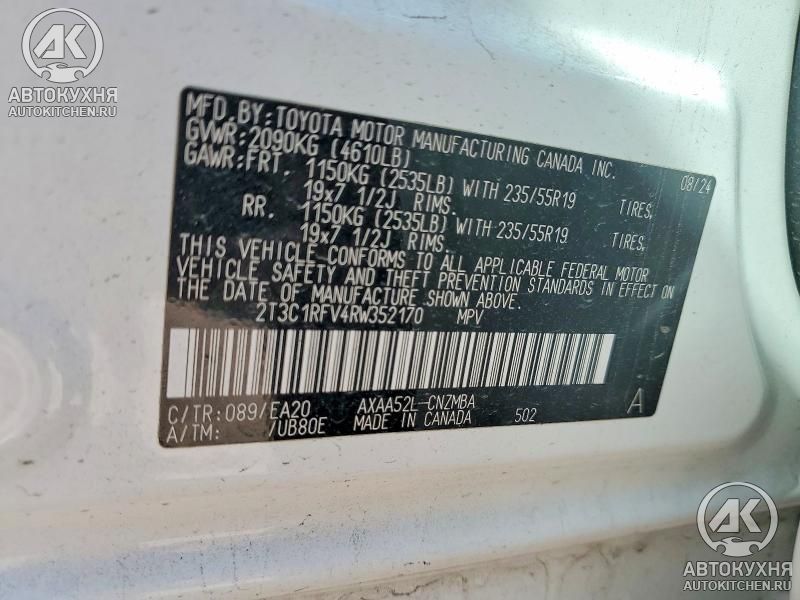 AK
АВТОКУХНЯ
AUTOKITCHEN.RU
MFD. BY: TOYOTA MOTOR MANUFACTURING CANADA INC.
GVWR: 2090KG (4610LB) 08/24
GAWR: FRT. 1150KG (2535LB) WITH 235/55R19 TIRES,
19x7 1/2J RIMS.
RR. 1150KG (2535LB) WITH 235/55R19 TIRES,
19x7 1/2J RIMS.
THIS VEHICLE CONFORMS TO ALL APPLICABLE FEDERAL MOTOR
VEHICLE SAFETY AND THEFT PREVENTION STANDARDS IN EFFECT ON
THE DATE OF MANUFACTURE SHOWN ABOVE.
2T3C1RFV4RW352170 MPV
C/TR: 089/EA20 AXAA52L-CNZMBA A
A/TM: /UB80E MADE IN CANADA 502
AK
АВТОКУХНЯ
AUTOKITCHEN.RU